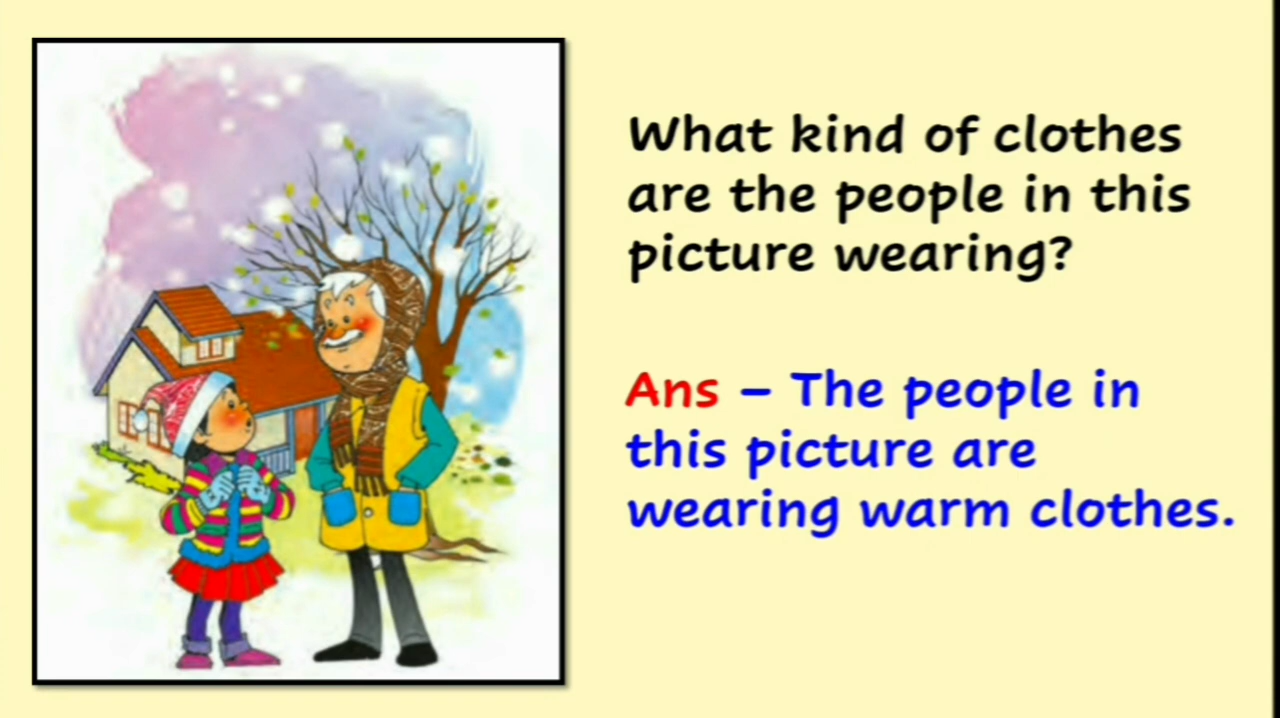 What kind of clothes
are the people in this
picture wearing?
Ans – The people in
this picture are
wearing warm clothes.